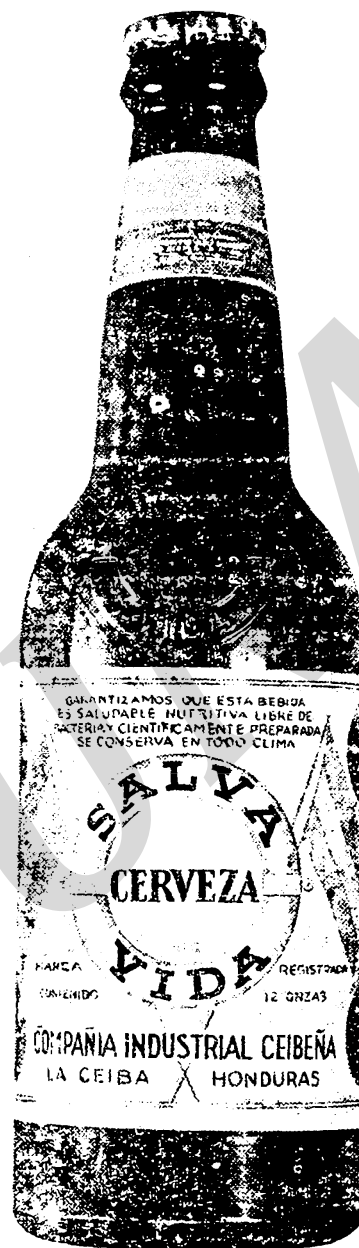 GARANTIZAMOS QUE ESTA BEBIDA
ES SALUDABLE NUTRITIVA LIBRE DE
BACTERIA Y CIENTIFICAMENTE PREPARADA
SE CONSERVA EN TODO CLIMA
SALVA
CERVEZA
VIDA
MARCA REGISTRADA
CONTENIDO 12 ONZAS
COMPAÑIA INDUSTRIAL CEIBEÑA
LA CEIBA HONDURAS